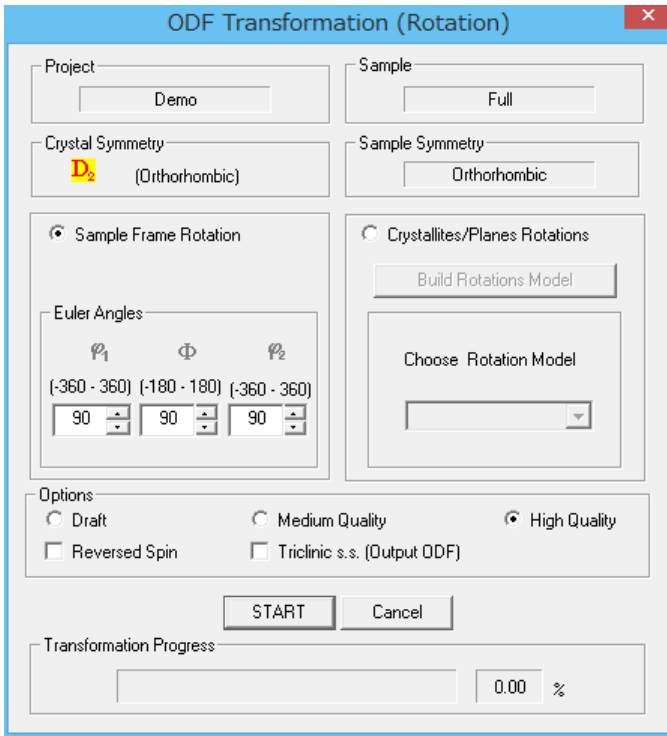 ODF Transformation (Rotation)
Project
Demo
Sample
Full
Crystal Symmetry
D₂ (Orthorhombic)
Sample Symmetry
Orthorhombic
Sample Frame Rotation
Crystallites/Planes Rotations
Build Rotations Model
Euler Angles
φ₁ Φ φ₂
(-360 - 360) (-180 - 180) (-360 - 360)
90 90 90
Choose Rotation Model
Options
Draft Medium Quality High Quality
Reversed Spin Triclinic s.s. (Output ODF)
START Cancel
Transformation Progress
0.00 %